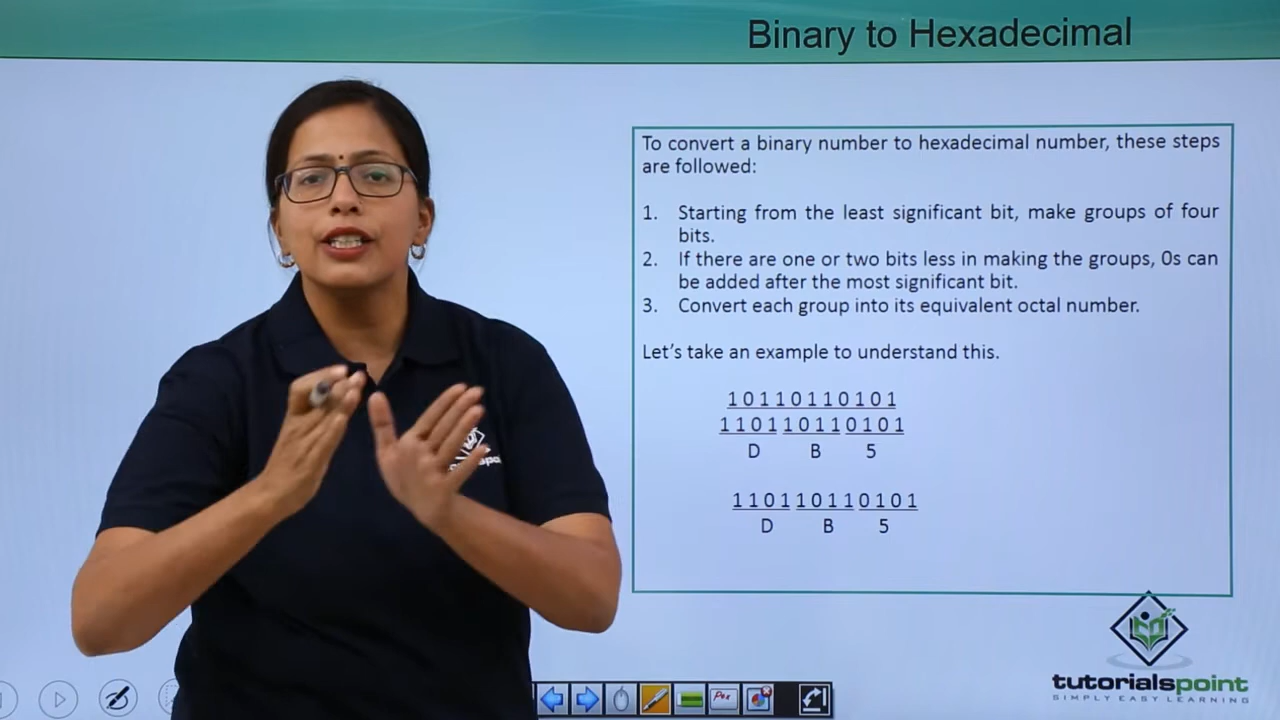 Binary to Hexadecimal
To convert a binary number to hexadecimal number, these steps
are followed:
1. Starting from the least significant bit, make groups of four
bits.
2. If there are one or two bits less in making the groups, 0s can
be added after the most significant bit.
3. Convert each group into its equivalent octal number.
Let's take an example to understand this.
1 0 1 1 0 1 1 0 1 0 1
1 1 0 1 1 0 1 1 0 1 0 1
D B 5
1 1 0 1 1 0 1 1 0 1 0 1
D B 5
tutorialspoint
SIMPLY EASY LEARNING